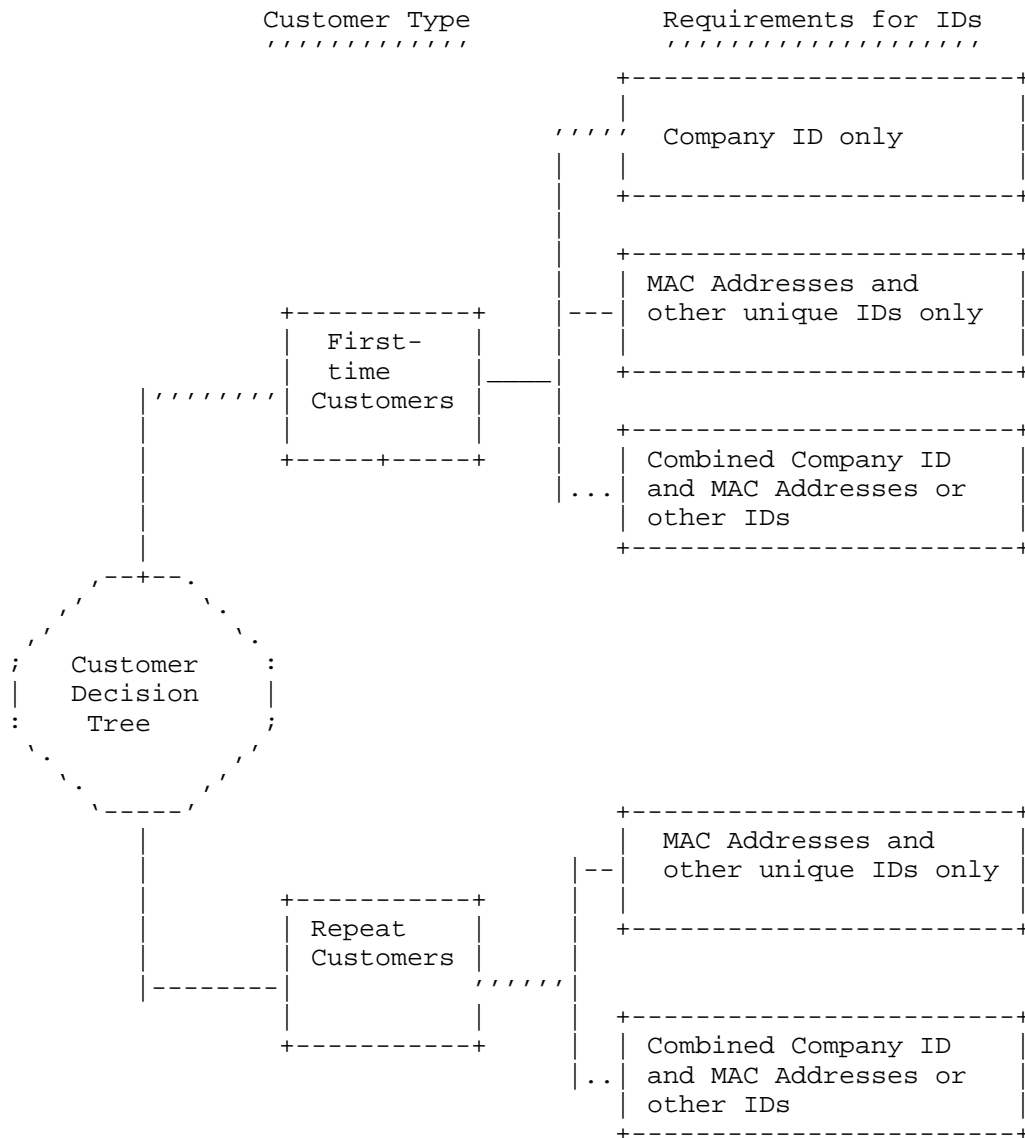 Customer Type
Requirements for IDs
Company ID only
MAC Addresses and
other unique IDs only
First-
time
Customers
Combined Company ID
and MAC Addresses or
other IDs
Customer
Decision
Tree
MAC Addresses and
other unique IDs only
Repeat
Customers
Combined Company ID
and MAC Addresses or
other IDs